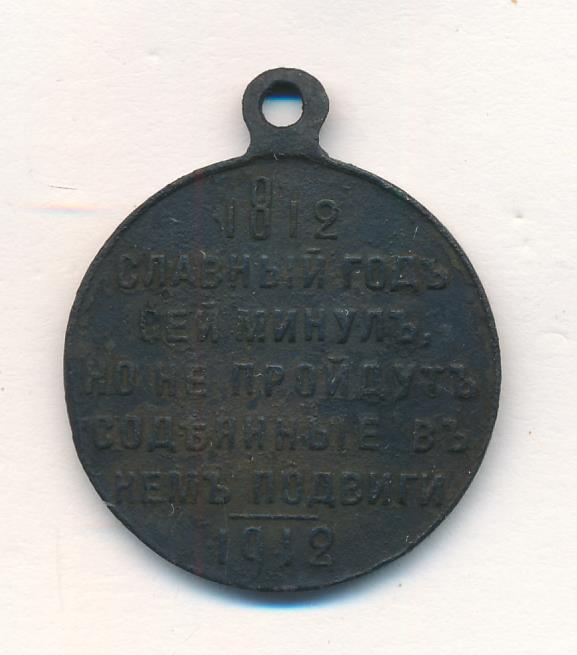 1812
СЛАВНЫЙ ГОДЪ
СЕЙ МИНУЛЪ,
НО НЕ ПРОЙДУТЪ
СОДѢЯННЫЕ ВЪ
НЕМЪ ПОДВИГИ
1912